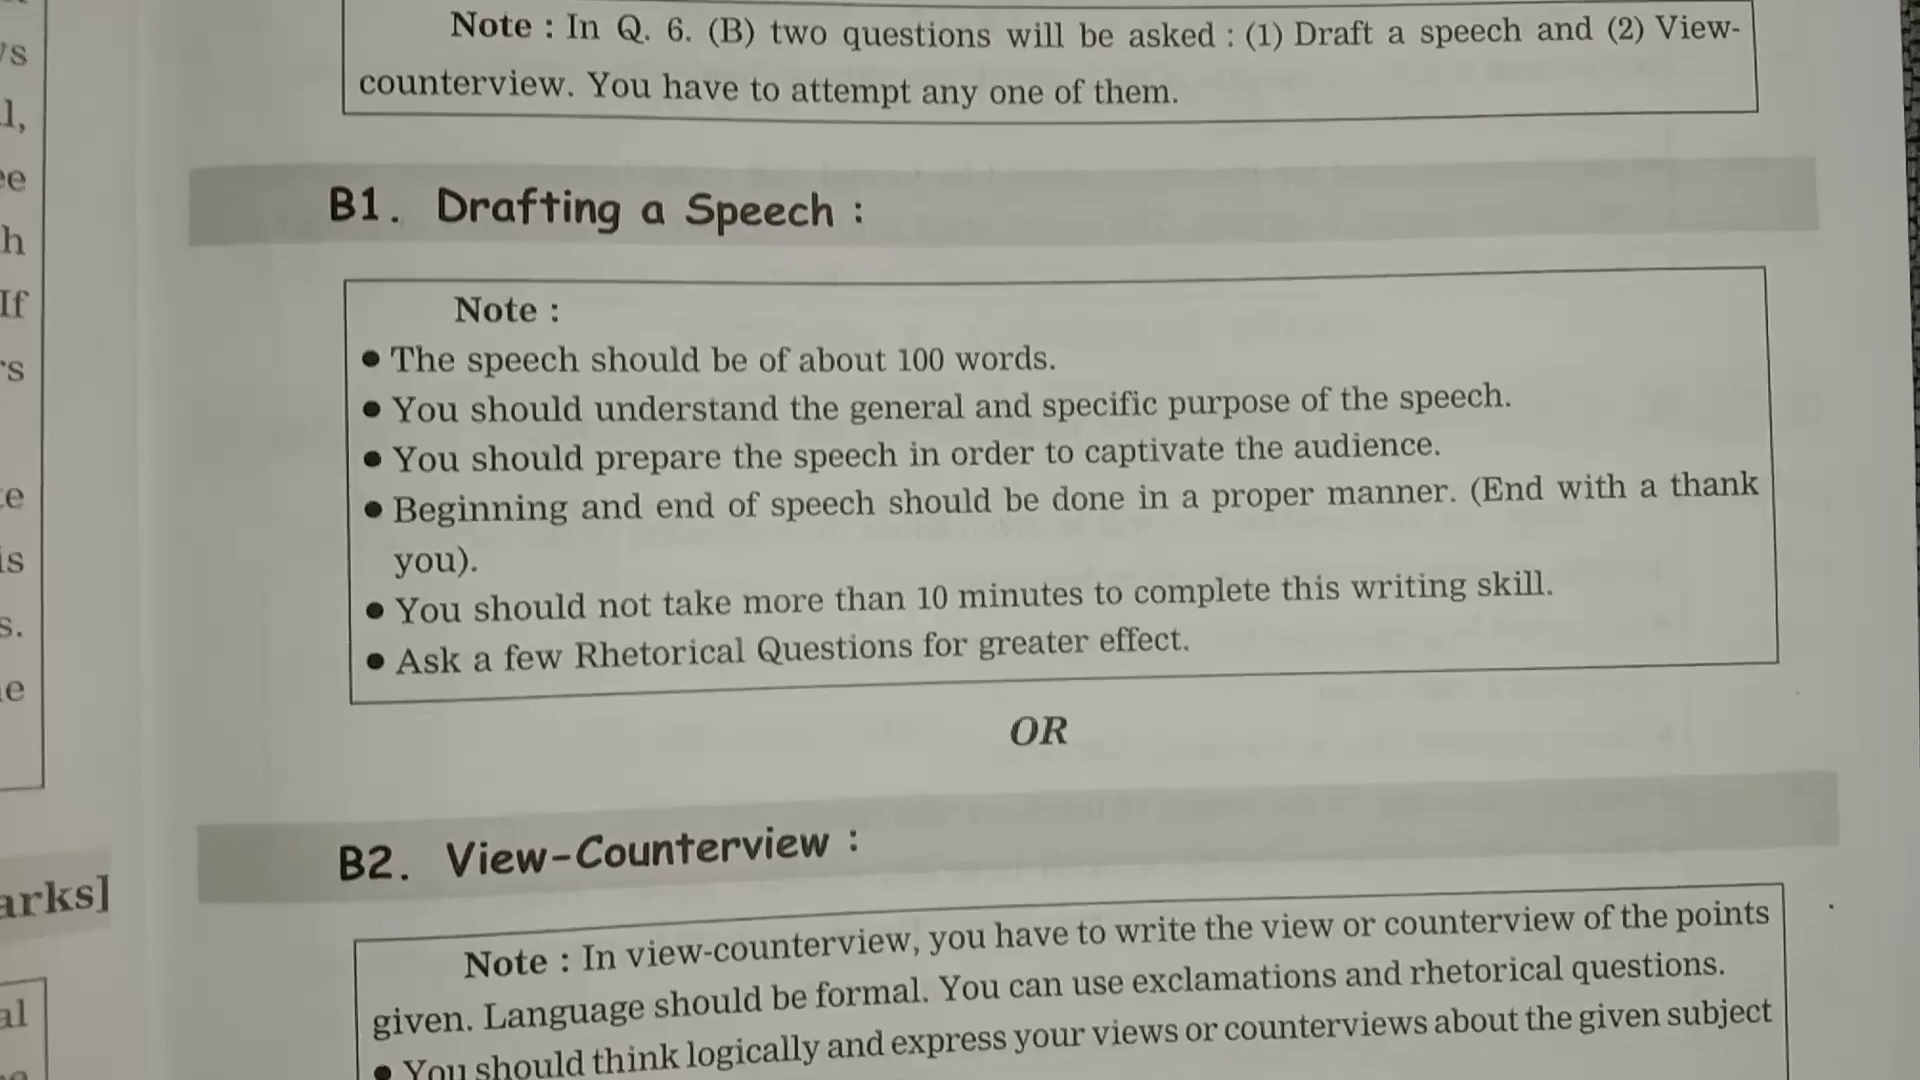 Note : In Q. 6. (B) two questions will be asked : (1) Draft a speech and (2) View-
counterview. You have to attempt any one of them.
B1. Drafting a Speech :
Note :
● The speech should be of about 100 words.
● You should understand the general and specific purpose of the speech.
● You should prepare the speech in order to captivate the audience.
● Beginning and end of speech should be done in a proper manner. (End with a thank
you).
● You should not take more than 10 minutes to complete this writing skill.
● Ask a few Rhetorical Questions for greater effect.
OR
B2. View-Counterview :
Note : In view-counterview, you have to write the view or counterview of the points
given. Language should be formal. You can use exclamations and rhetorical questions.
● You should think logically and express your views or counterviews about the given subject
If
arks]